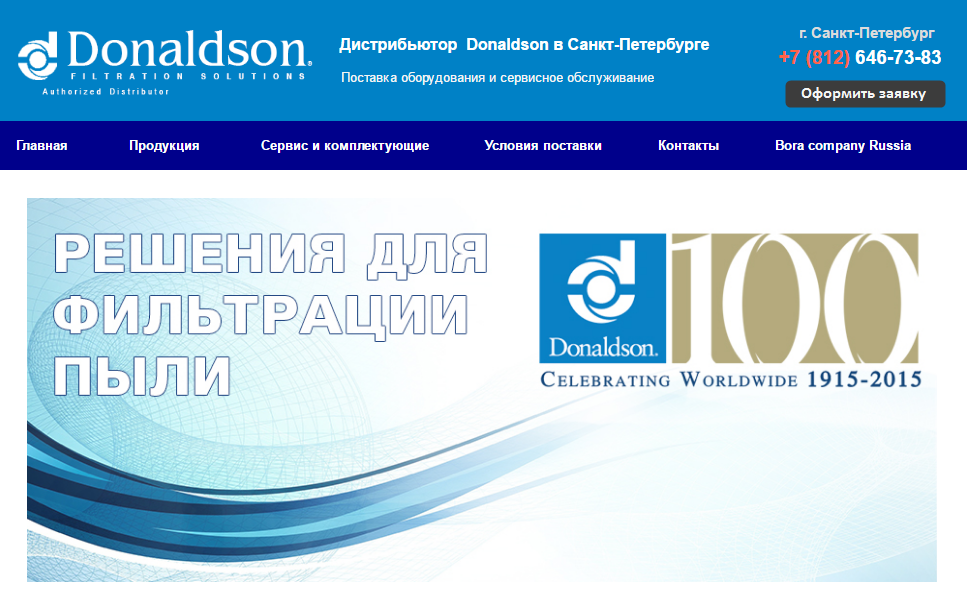 Donaldson®
FILTRATION SOLUTIONS
Authorized Distributor
Дистрибьютор Donaldson в Санкт-Петербурге
Поставка оборудования и сервисное обслуживание
г. Санкт-Петербург
+7 (812) 646-73-83
Оформить заявку
Главная Продукция Сервис и комплектующие Условия поставки Контакты Bora company Russia
РЕШЕНИЯ ДЛЯ
ФИЛЬТРАЦИИ
ПЫЛИ
100
Donaldson.
CELEBRATING WORLDWIDE 1915-2015